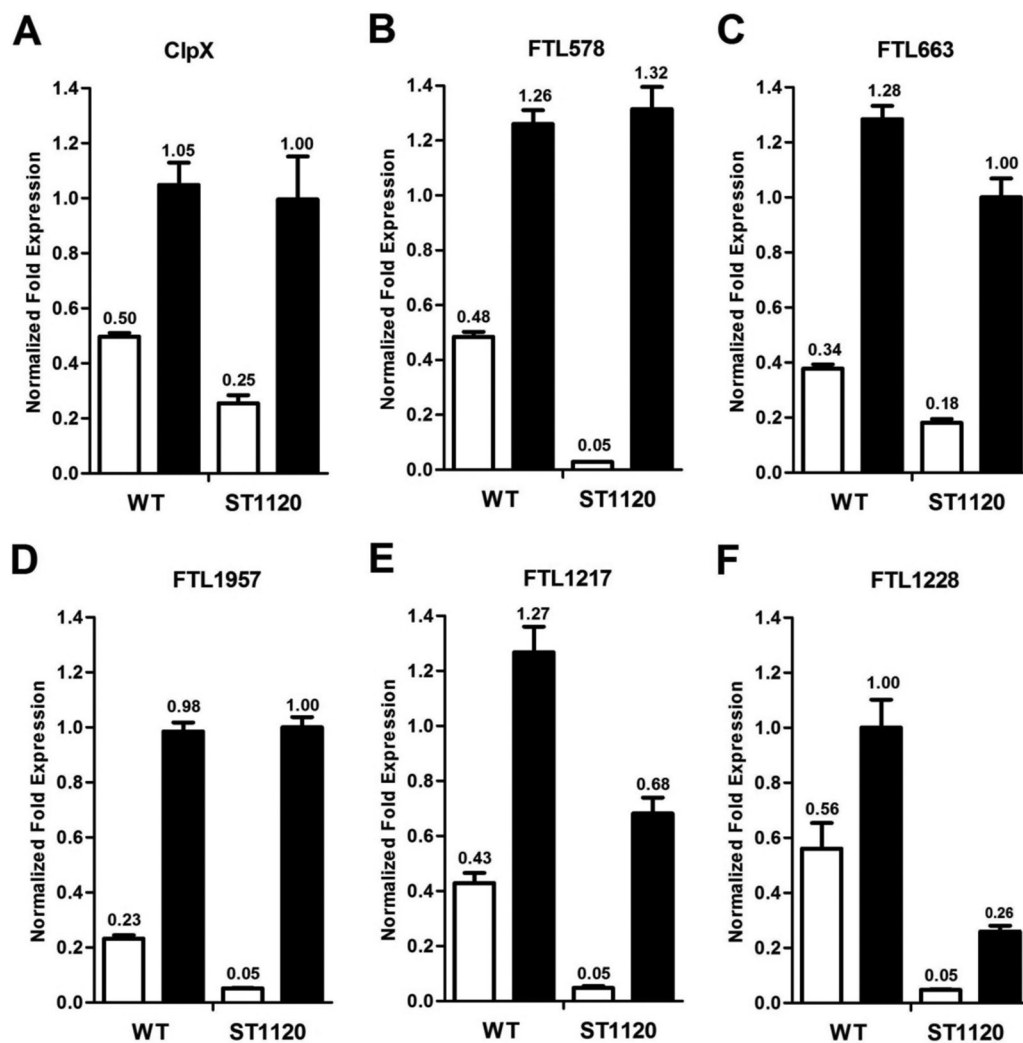 A
ClpX
Normalized Fold Expression
1.4
1.2
1.0
0.8
0.6
0.4
0.2
0.0
0.50
1.05
0.25
1.00
WT
ST1120
B
FTL578
Normalized Fold Expression
1.4
1.2
1.0
0.8
0.6
0.4
0.2
0.0
0.48
1.26
0.05
1.32
WT
ST1120
C
FTL663
Normalized Fold Expression
1.4
1.2
1.0
0.8
0.6
0.4
0.2
0.0
0.34
1.28
0.18
1.00
WT
ST1120
D
FTL1957
Normalized Fold Expression
1.4
1.2
1.0
0.8
0.6
0.4
0.2
0.0
0.23
0.98
0.05
1.00
WT
ST1120
E
FTL1217
Normalized Fold Expression
1.4
1.2
1.0
0.8
0.6
0.4
0.2
0.0
0.43
1.27
0.05
0.68
WT
ST1120
F
FTL1228
Normalized Fold Expression
1.4
1.2
1.0
0.8
0.6
0.4
0.2
0.0
0.56
1.00
0.05
0.26
WT
ST1120